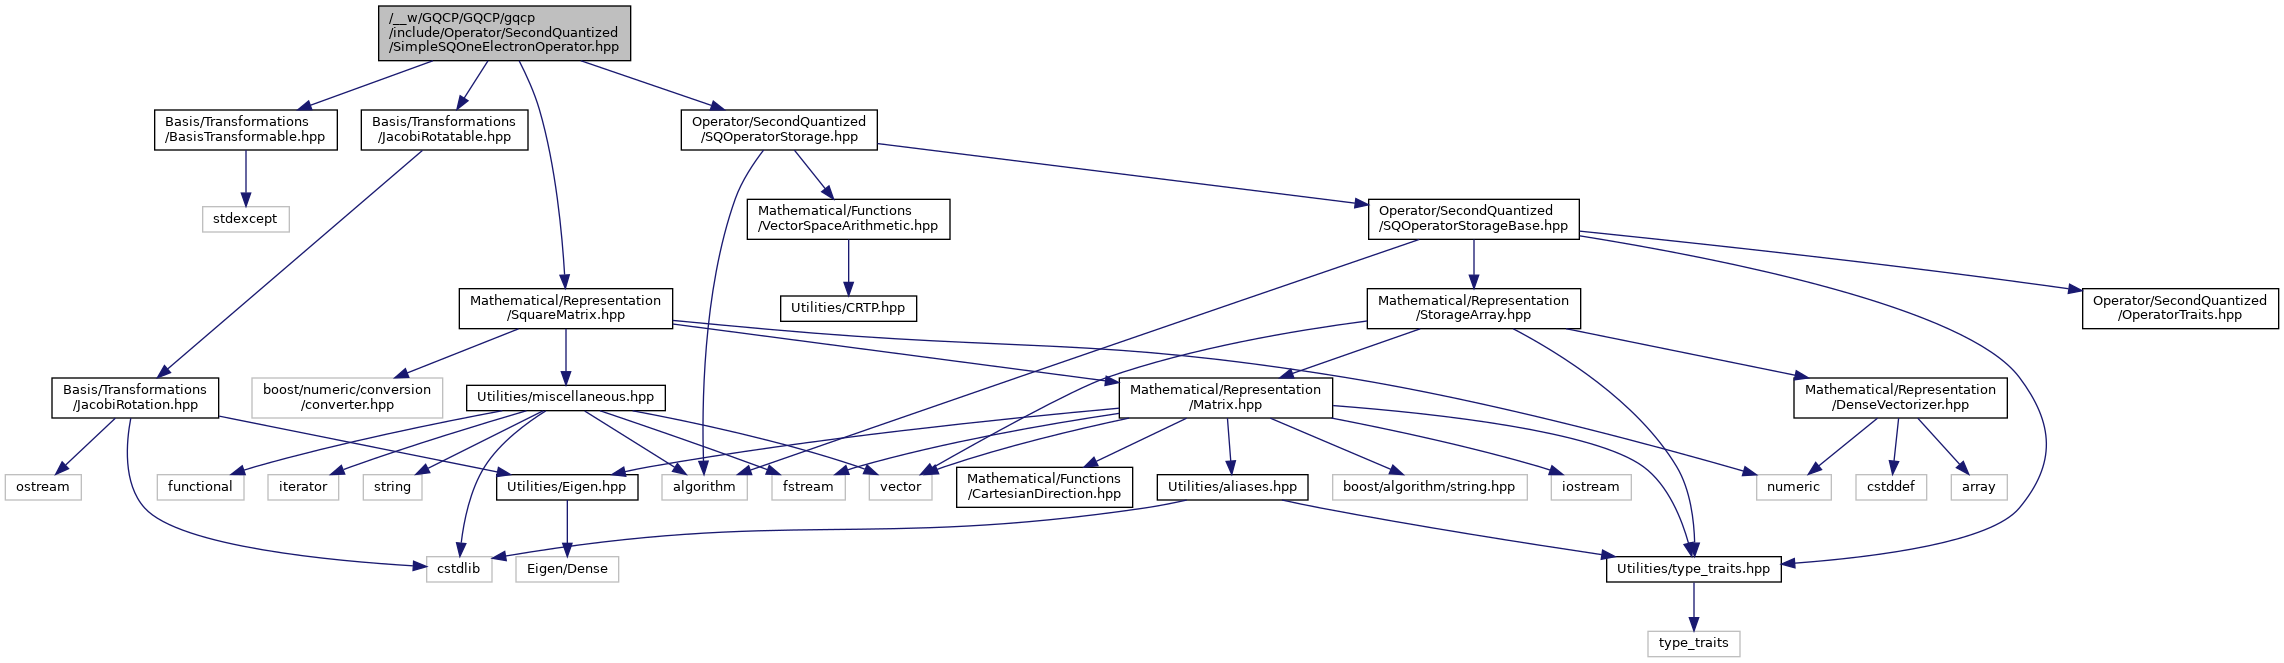 /__w/GQCP/GQCP/gqcp
/include/Operator/SecondQuantized
/SimpleSQOneElectronOperator.hpp
Basis/Transformations
/BasisTransformable.hpp
Basis/Transformations
/JacobiRotatable.hpp
Operator/SecondQuantized
/SQOperatorStorage.hpp
stdexcept
Mathematical/Functions
/VectorSpaceArithmetic.hpp
Operator/SecondQuantized
/SQOperatorStorageBase.hpp
Mathematical/Representation
/SquareMatrix.hpp
Utilities/CRTP.hpp
Mathematical/Representation
/StorageArray.hpp
Operator/SecondQuantized
/OperatorTraits.hpp
Basis/Transformations
/JacobiRotation.hpp
boost/numeric/conversion
/converter.hpp
Utilities/miscellaneous.hpp
Mathematical/Representation
/Matrix.hpp
Mathematical/Representation
/DenseVectorizer.hpp
ostream
functional
iterator
string
Utilities/Eigen.hpp
algorithm
fstream
vector
Mathematical/Functions
/CartesianDirection.hpp
Utilities/aliases.hpp
boost/algorithm/string.hpp
iostream
numeric
cstddef
array
cstdlib
Eigen/Dense
Utilities/type_traits.hpp
type_traits